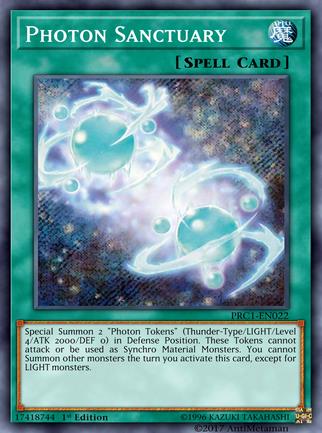 Photon Sanctuary
[Spell Card]
PRC1-EN022
Special Summon 2 "Photon Tokens" (Thunder-Type/LIGHT/Level
4/ATK 2000/DEF 0) in Defense Position. These Tokens cannot
attack or be used as Synchro Material Monsters. You cannot
Summon other monsters the turn you activate this card, except for
LIGHT monsters.
17418744 1st Edition ©1996 KAZUKI TAKAHASHI
©2017 AntiMetaman